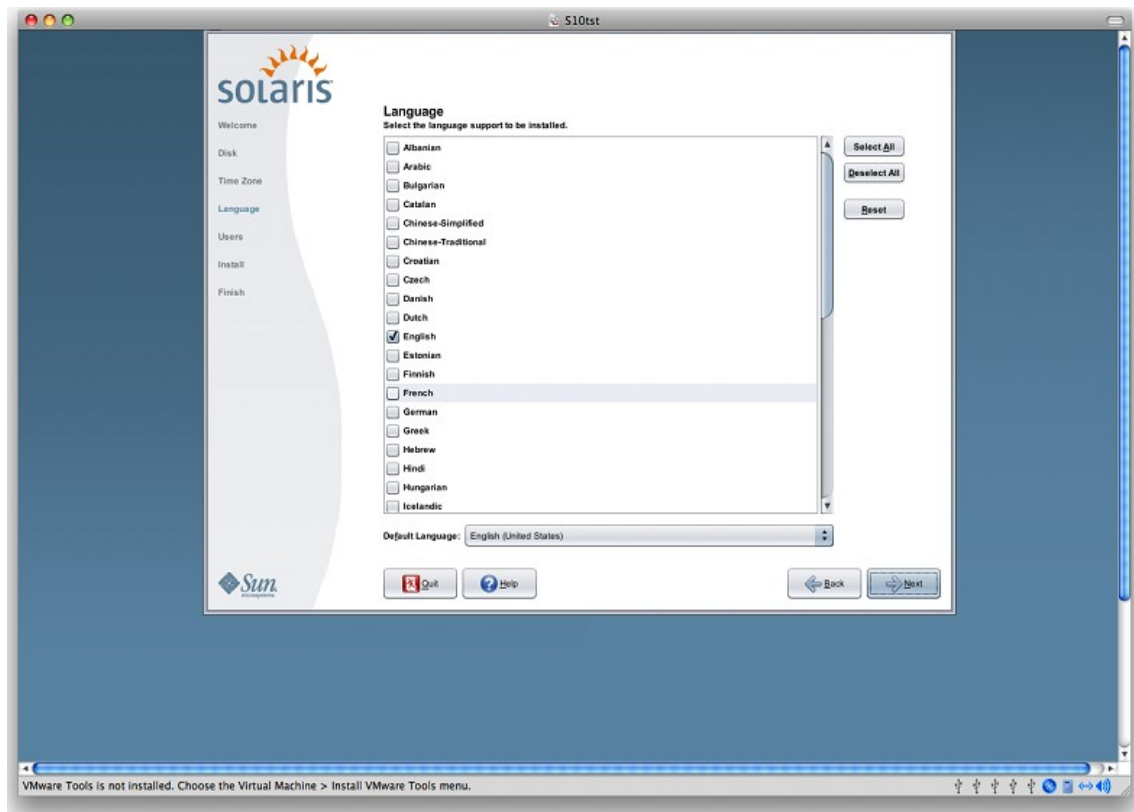 S10tst
solaris
Welcome
Disk
Time Zone
Language
Users
Install
Finish
Language
Select the language support to be installed.
Albanian
Arabic
Bulgarian
Catalan
Chinese-Simplified
Chinese-Traditional
Croatian
Czech
Danish
Dutch
English
Estonian
Finnish
French
German
Greek
Hebrew
Hindi
Hungarian
Icelandic
Select All
Deselect All
Reset
Default Language: English (United States)
Sun
microsystems
Quit Help Back Next
VMware Tools is not installed. Choose the Virtual Machine > Install VMware Tools menu.